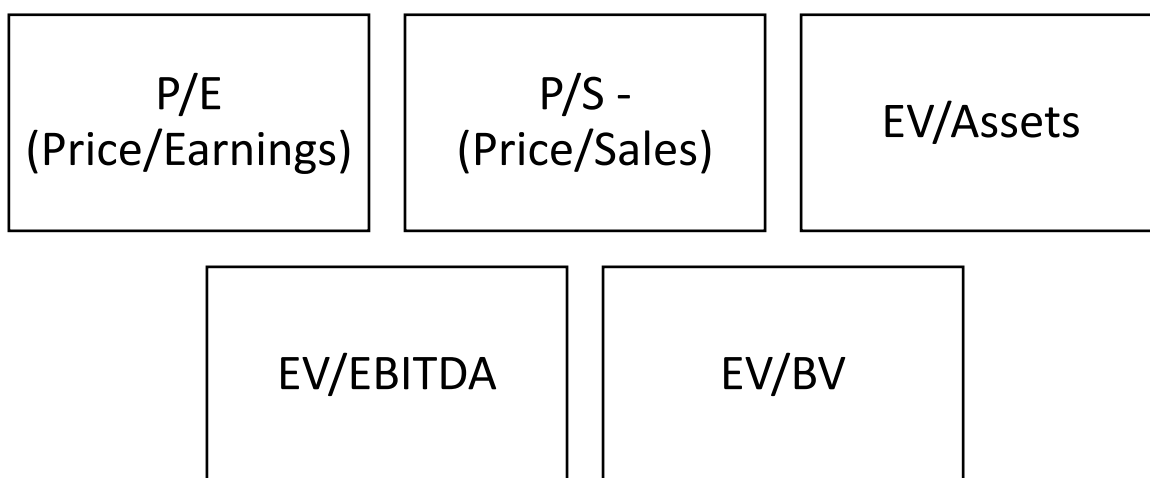 P/E
(Price/Earnings)
P/S -
(Price/Sales)
EV/Assets
EV/EBITDA
EV/BV